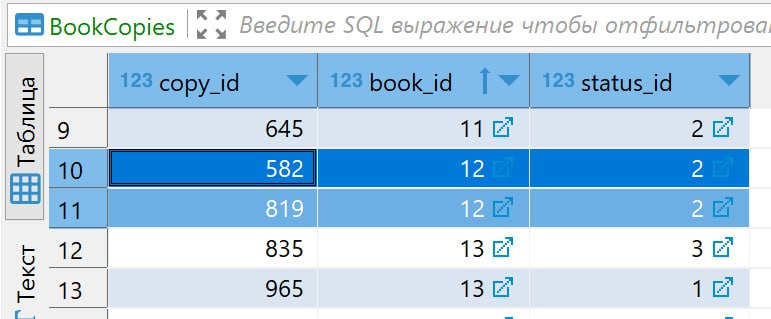 BookCopies Введите SQL выражение чтобы отфильтрова
Таблица
Текст
123 copy_id 123 book_id 123 status_id
9 645 11 2
10 582 12 2
11 819 12 2
12 835 13 3
13 965 13 1